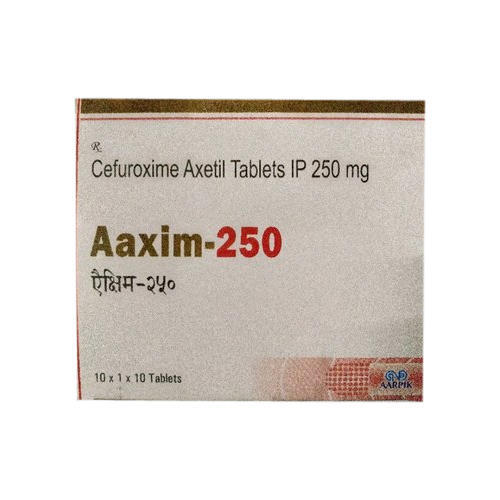 Rx
Cefuroxime Axetil Tablets IP 250 mg
Aaxim-250
ऐक्षिम-२५०
10 x 1 x 10 Tablets
AARPIK